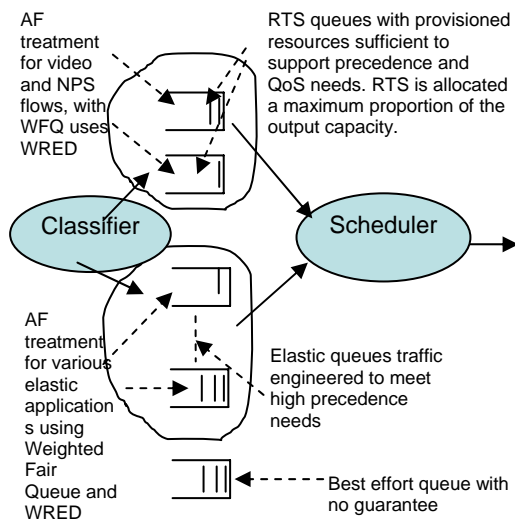 AF
treatment
for video
and NPS
flows, with
WFQ uses
WRED
RTS queues with provisioned
resources sufficient to
support precedence and
QoS needs. RTS is allocated
a maximum proportion of the
output capacity.
Classifier
Scheduler
AF
treatment
for various
elastic
application
s using
Weighted
Fair
Queue and
WRED
Elastic queues traffic
engineered to meet
high precedence
needs
Best effort queue with
no guarantee